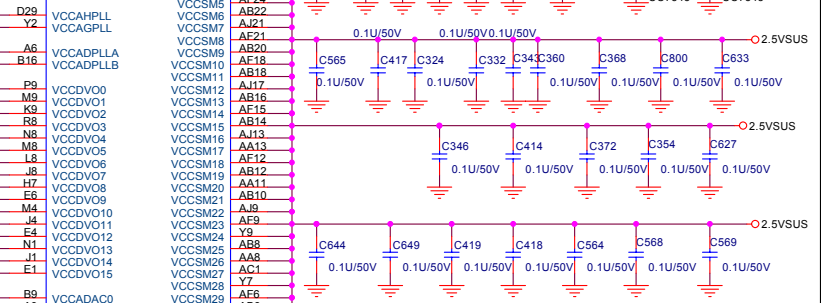 VCCSM5
D29 VCCAHPLL VCCSM6 AB22
Y2 VCCAGPLL VCCSM7 AJ21
VCCSM8 AF21
A6 VCCADPLLA VCCSM9 AB20
B16 VCCADPLLB VCCSM10 AF18
VCCSM11 AB18
P9 VCCDVO0 VCCSM12 AJ17
M9 VCCDVO1 VCCSM13 AB16
K9 VCCDVO2 VCCSM14 AF15
R8 VCCDVO3 VCCSM15 AB14
N8 VCCDVO4 VCCSM16 AJ13
M8 VCCDVO5 VCCSM17 AA13
L8 VCCDVO6 VCCSM18 AF12
J8 VCCDVO7 VCCSM19 AB12
H7 VCCDVO8 VCCSM20 AA11
E6 VCCDVO9 VCCSM21 AB10
M4 VCCDVO10 VCCSM22 AJ9
J4 VCCDVO11 VCCSM23 AF9
E4 VCCDVO12 VCCSM24 Y9
N1 VCCDVO13 VCCSM25 AB8
J1 VCCDVO14 VCCSM26 AA8
E1 VCCDVO15 VCCSM27 AC1
VCCSM28 Y7
B9 VCCADAC0 VCCSM29 AF6
0.1U/50V 0.1U/50V 0.1U/50V
2.5VSUS
C565 C417 C324 C332 C343 C360 C368 C800 C633
0.1U/50V 0.1U/50V 0.1U/50V 0.1U/50V 0.1U/50V 0.1U/50V
2.5VSUS
C346 C414 C372 C354 C627
0.1U/50V 0.1U/50V 0.1U/50V 0.1U/50V 0.1U/50V
2.5VSUS
C644 C649 C419 C418 C564 C568 C569
0.1U/50V 0.1U/50V 0.1U/50V 0.1U/50V 0.1U/50V 0.1U/50V 0.1U/50V